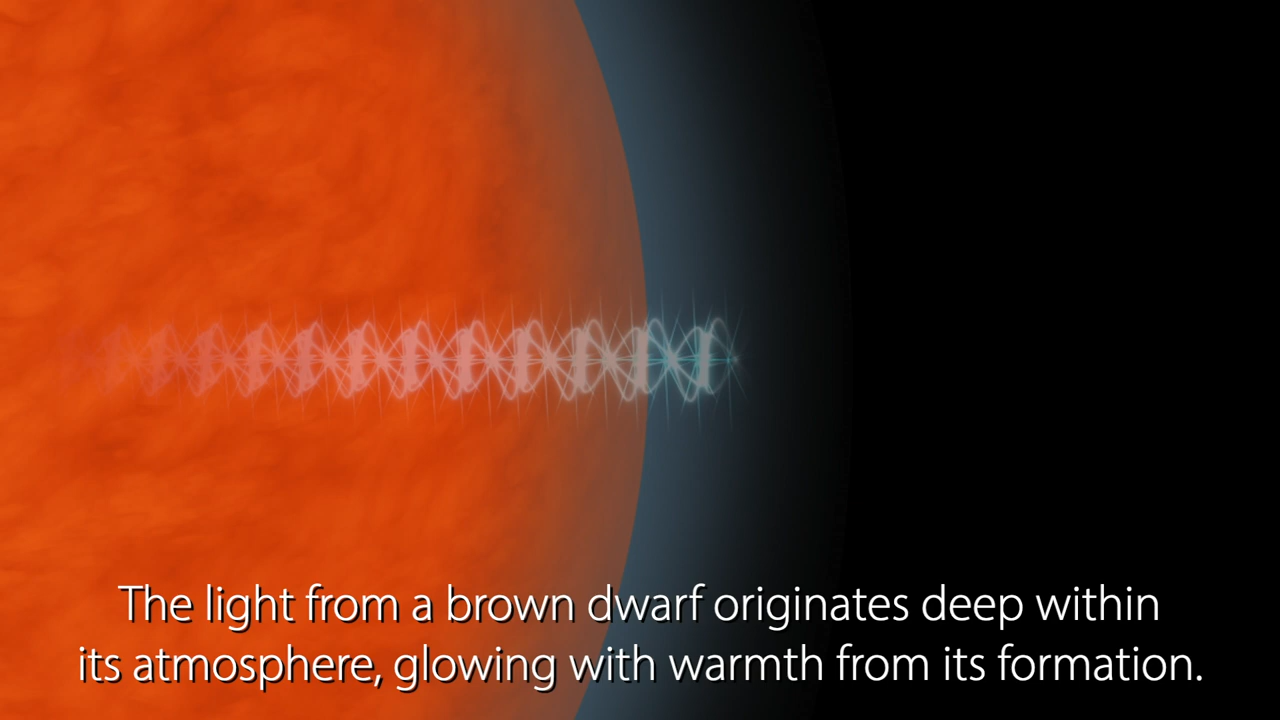 The light from a brown dwarf originates deep within
its atmosphere, glowing with warmth from its formation.